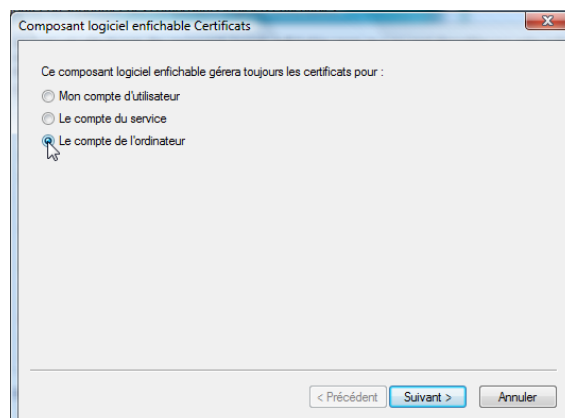 Composant logiciel enfichable Certificats
Ce composant logiciel enfichable gérera toujours les certificats pour :
Mon compte d'utilisateur
Le compte du service
Le compte de l'ordinateur
< Précédent Suivant > Annuler